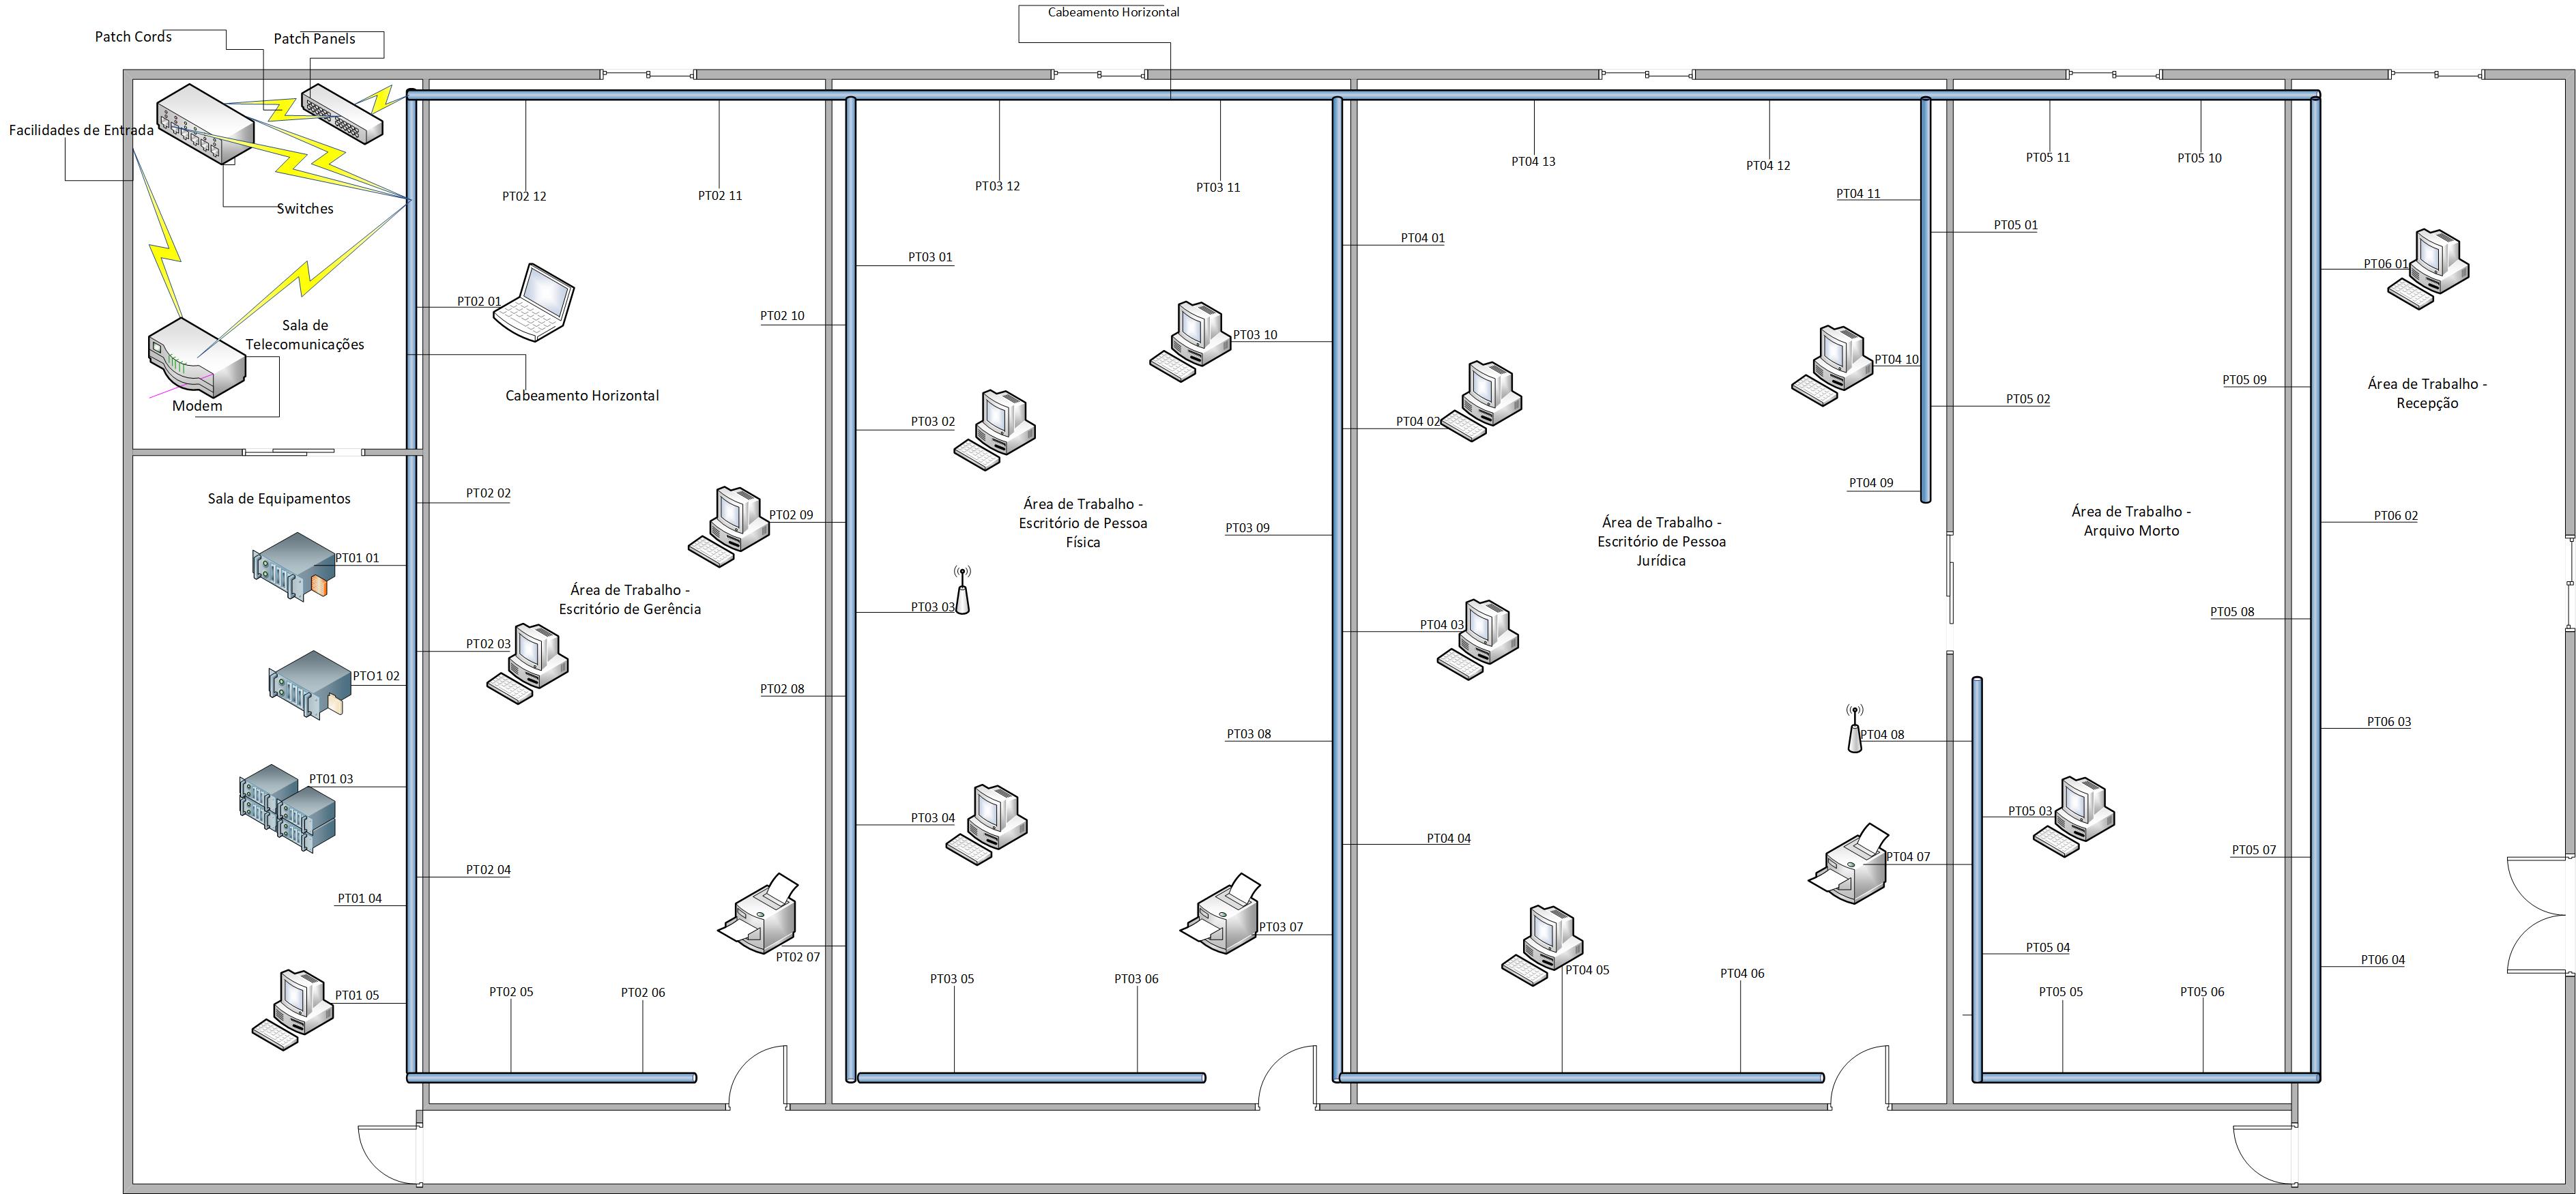 Cabeamento Horizontal
Patch Cords
Patch Panels
Facilidades de Entrada
Switches
Sala de
Telecomunicações
Modem
Cabeamento Horizontal
Sala de Equipamentos
PT01 01
PTO1 02
PT01 03
PT01 04
PT01 05
PT02 12
PT02 11
PT02 01
PT02 10
PT02 02
PT02 09
Área de Trabalho -
Escritório de Gerência
PT02 03
PT02 08
PT02 04
PT02 07
PT02 05
PT02 06
PT03 12
PT03 11
PT03 01
PT03 10
PT03 02
Área de Trabalho -
Escritório de Pessoa
Física
PT03 09
PT03 03
PT03 08
PT03 04
PT03 07
PT03 05
PT03 06
PT04 13
PT04 12
PT04 11
PT04 01
PT04 10
PT04 02
PT04 09
Área de Trabalho -
Escritório de Pessoa
Jurídica
PT04 03
PT04 08
PT04 04
PT04 07
PT04 05
PT04 06
PT05 11
PT05 10
PT05 01
PT05 09
PT05 02
Área de Trabalho -
Arquivo Morto
PT05 08
PT05 03
PT05 07
PT05 04
PT05 05
PT05 06
PT06 01
Área de Trabalho -
Recepção
PT06 02
PT06 03
PT06 04